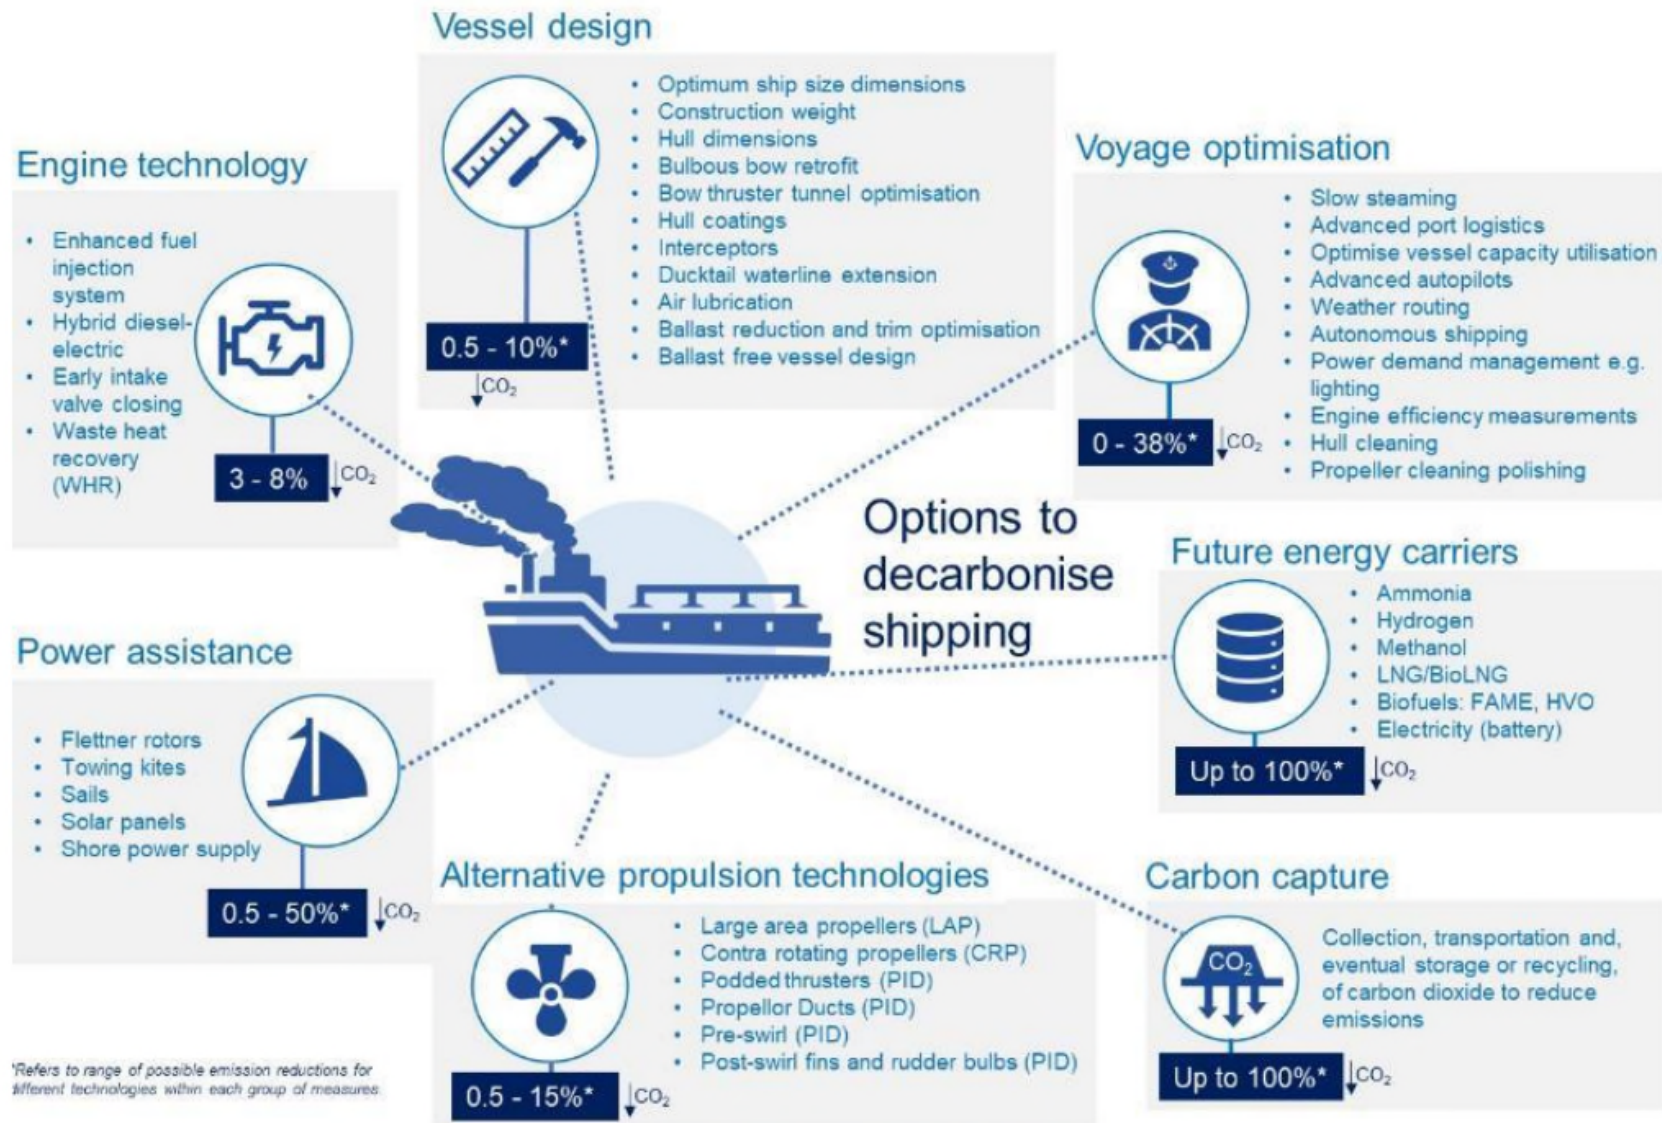 Vessel design
• Optimum ship size dimensions
• Construction weight
• Hull dimensions
• Bulbous bow retrofit
• Bow thruster tunnel optimisation
• Hull coatings
• Interceptors
• Ducktail waterline extension
• Air lubrication
• Ballast reduction and trim optimisation
• Ballast free vessel design
0.5 - 10%*
↓CO₂
Engine technology
• Enhanced fuel
injection
system
• Hybrid diesel-
electric
• Early intake
valve closing
• Waste heat
recovery
(WHR)
3 - 8%
↓CO₂
Voyage optimisation
• Slow steaming
• Advanced port logistics
• Optimise vessel capacity utilisation
• Advanced autopilots
• Weather routing
• Autonomous shipping
• Power demand management e.g.
lighting
• Engine efficiency measurements
• Hull cleaning
• Propeller cleaning polishing
0 - 38%*
↓CO₂
Options to
decarbonise
shipping
Future energy carriers
• Ammonia
• Hydrogen
• Methanol
• LNG/BioLNG
• Biofuels: FAME, HVO
• Electricity (battery)
Up to 100%*
↓CO₂
Power assistance
• Flettner rotors
• Towing kites
• Sails
• Solar panels
• Shore power supply
0.5 - 50%*
↓CO₂
Alternative propulsion technologies
• Large area propellers (LAP)
• Contra rotating propellers (CRP)
• Podded thrusters (PID)
• Propellor Ducts (PID)
• Pre-swirl (PID)
• Post-swirl fins and rudder bulbs (PID)
0.5 - 15%*
↓CO₂
Carbon capture
CO₂
Collection, transportation and,
eventual storage or recycling,
of carbon dioxide to reduce
emissions
Up to 100%*
↓CO₂
*Refers to range of possible emission reductions for
different technologies within each group of measures.